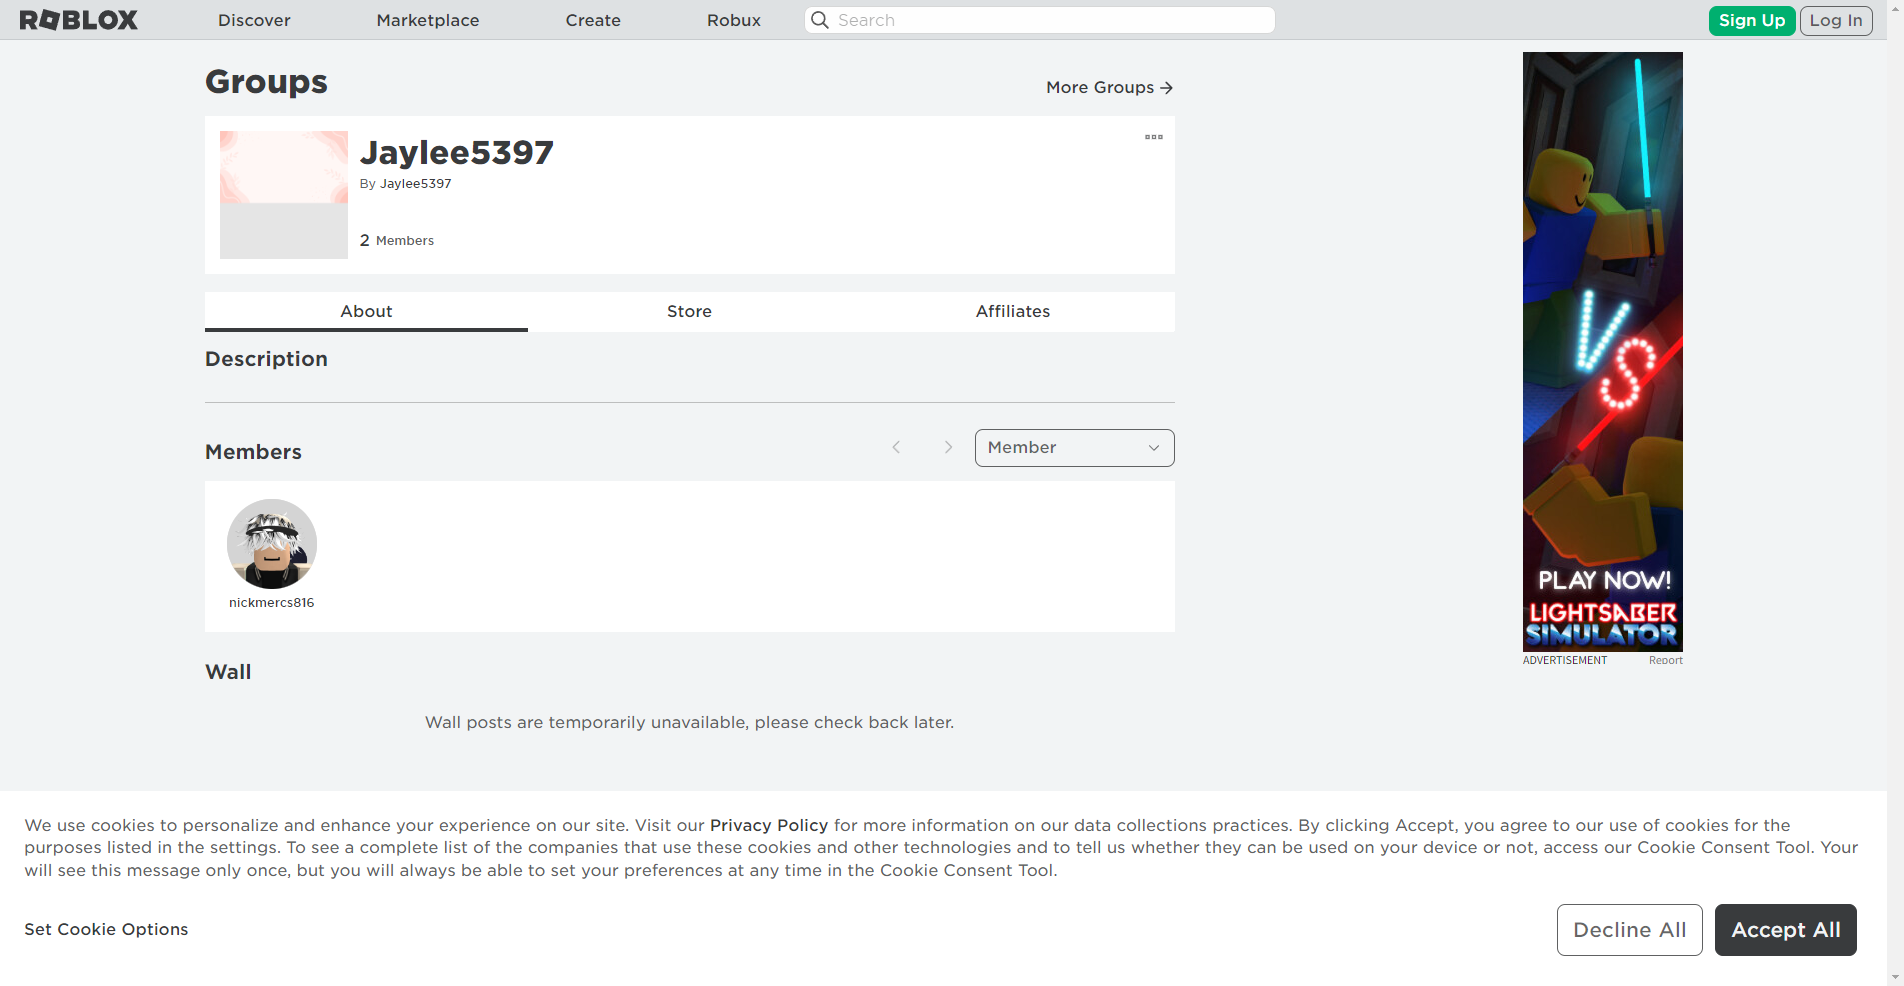 ROBLOX Discover Marketplace Create Robux Search Sign Up Log In
Groups
More Groups
Jaylee5397
By Jaylee5397
2 Members
About Store Affiliates
Description
Members
Member
nickmercs816
Wall
Wall posts are temporarily unavailable, please check back later.
VS
PLAY NOW!
LIGHTSABER
SIMULATOR
ADVERTISEMENT Report
We use cookies to personalize and enhance your experience on our site. Visit our Privacy Policy for more information on our data collections practices. By clicking Accept, you agree to our use of cookies for the
purposes listed in the settings. To see a complete list of the companies that use these cookies and other technologies and to tell us whether they can be used on your device or not, access our Cookie Consent Tool. Your
will see this message only once, but you will always be able to set your preferences at any time in the Cookie Consent Tool.
Set Cookie Options
Decline All
Accept All